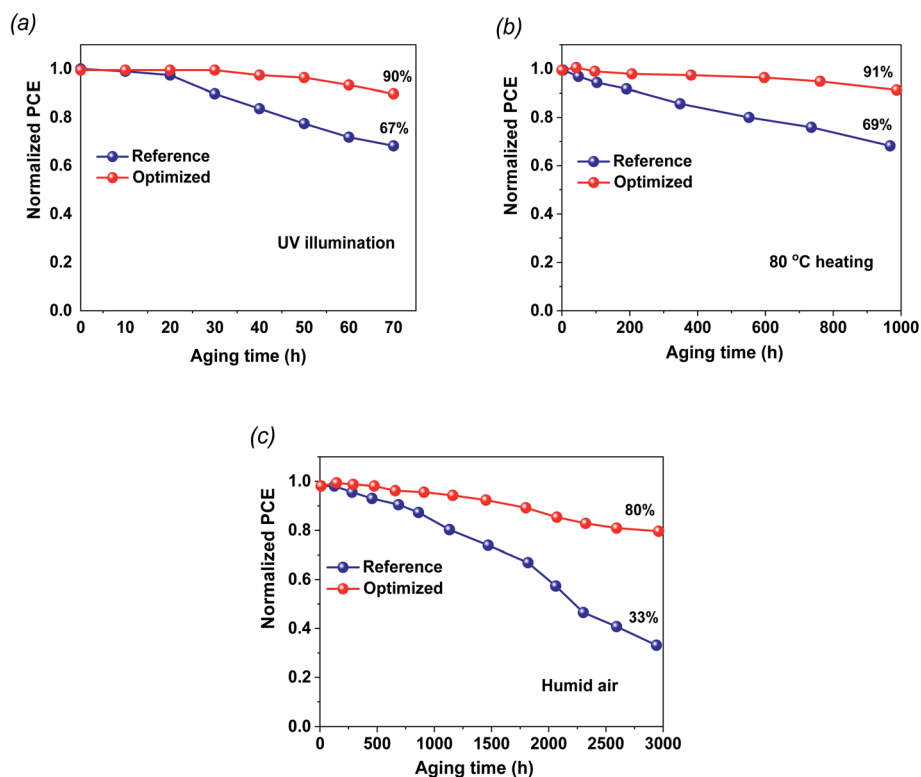 (a)
Normalized PCE
1.0
0.8
0.6
0.4
0.2
0.0
90%
67%
Reference
Optimized
UV illumination
0 10 20 30 40 50 60 70
Aging time (h)
(b)
Normalized PCE
1.0
0.8
0.6
0.4
0.2
0.0
91%
69%
Reference
Optimized
80 °C heating
0 200 400 600 800 1000
Aging time (h)
(c)
Normalized PCE
1.0
0.8
0.6
0.4
0.2
0.0
80%
Reference
Optimized
33%
Humid air
0 500 1000 1500 2000 2500 3000
Aging time (h)